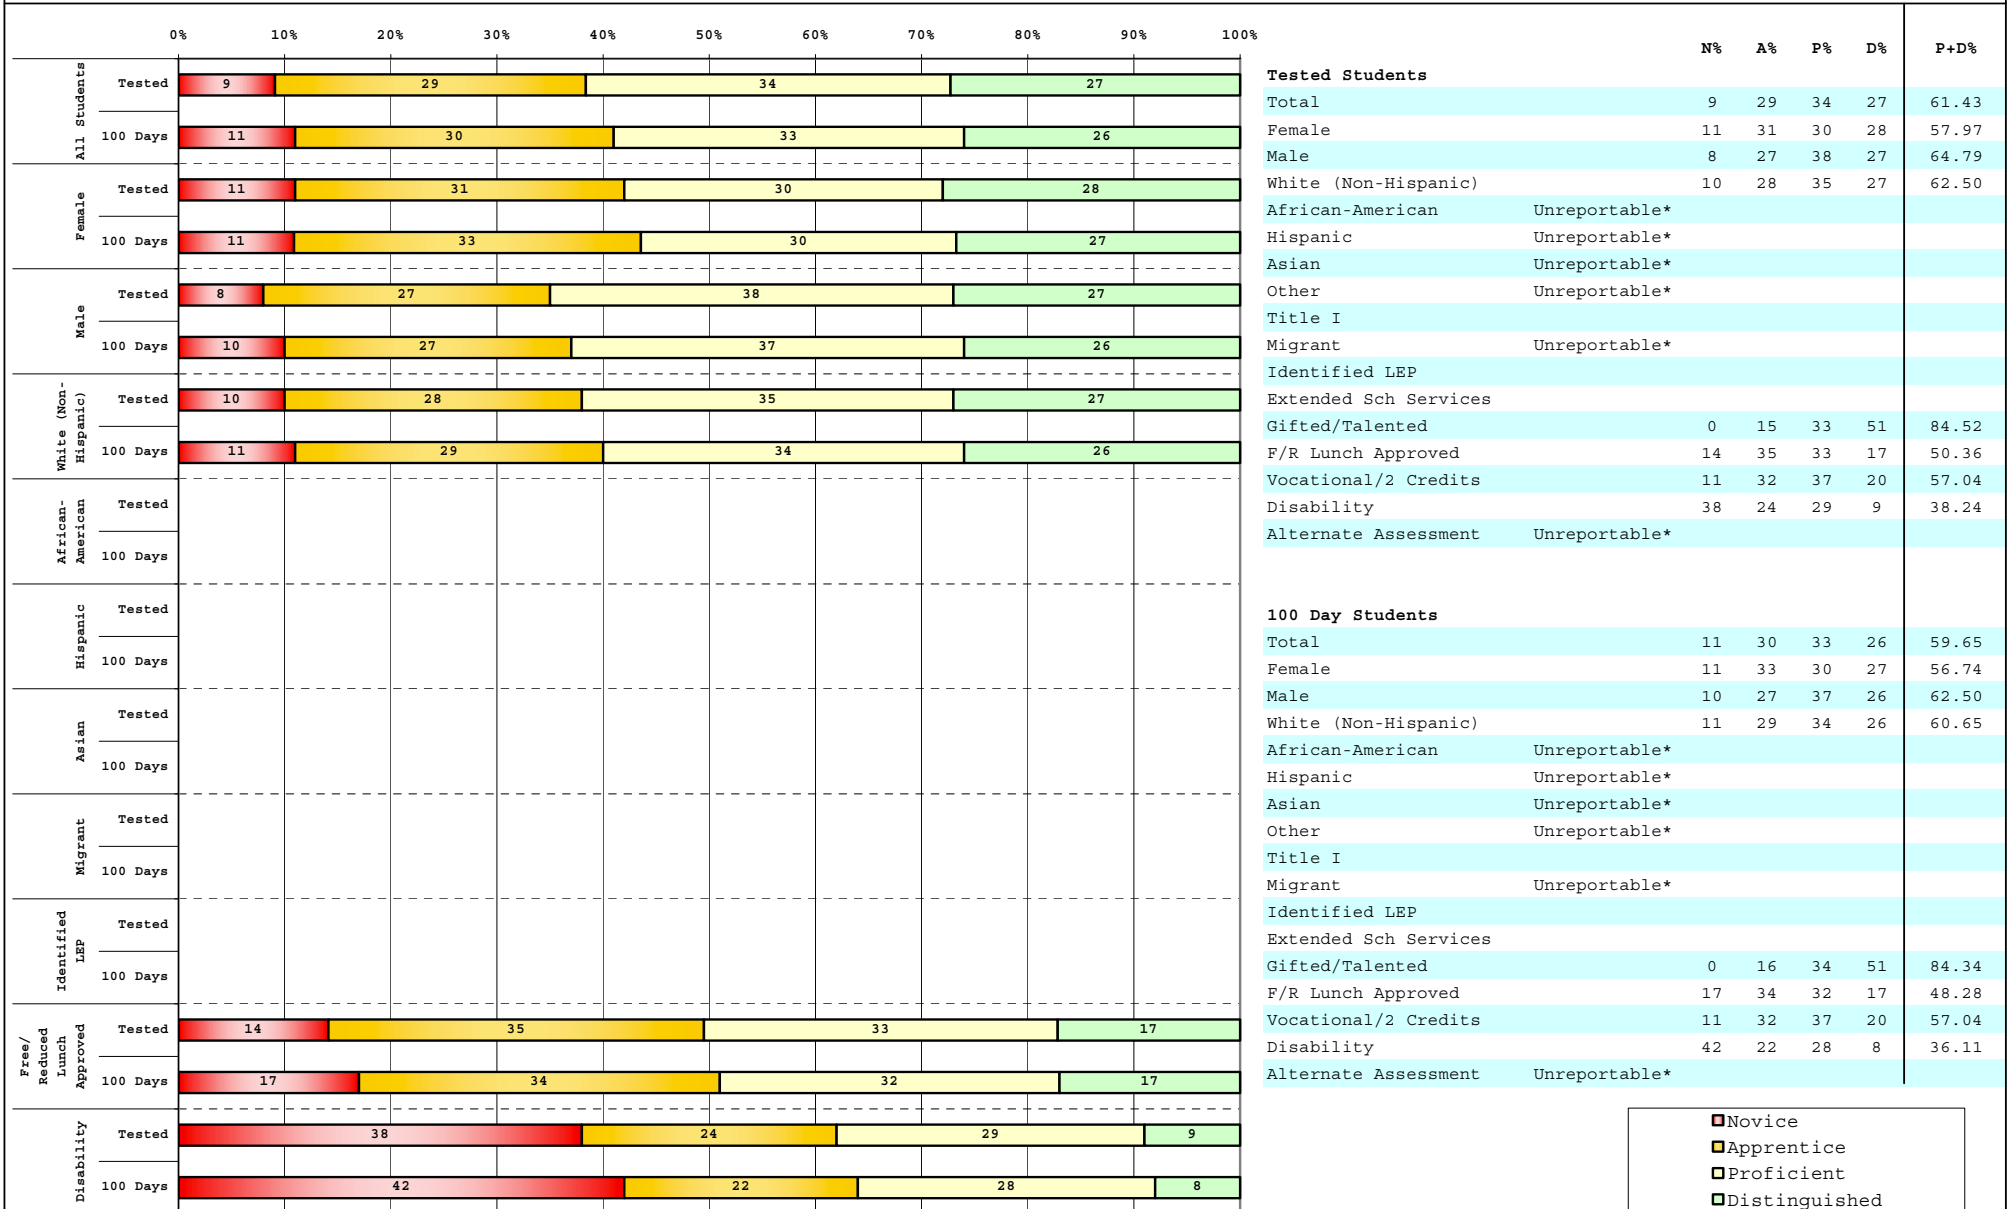 0% 10% 20% 30% 40% 50% 60% 70% 80% 90% 100%
All Students
Tested 9 29 34 27
100 Days 11 30 33 26
Female
Tested 11 31 30 28
100 Days 11 33 30 27
Male
Tested 8 27 38 27
100 Days 10 27 37 26
White (Non-
Hispanic)
Tested 10 28 35 27
100 Days 11 29 34 26
African-
American
Tested
100 Days
Hispanic
Tested
100 Days
Asian
Tested
100 Days
Migrant
Tested
100 Days
Identified
LEP
Tested
100 Days
Free/
Reduced
Lunch
Approved
Tested 14 35 33 17
100 Days 17 34 32 17
Disability
Tested 38 24 29 9
100 Days 42 22 28 8
N% A% P% D% P+D%
Tested Students
Total 9 29 34 27 61.43
Female 11 31 30 28 57.97
Male 8 27 38 27 64.79
White (Non-Hispanic) 10 28 35 27 62.50
African-American Unreportable*
Hispanic Unreportable*
Asian Unreportable*
Other Unreportable*
Title I
Migrant Unreportable*
Identified LEP
Extended Sch Services
Gifted/Talented 0 15 33 51 84.52
F/R Lunch Approved 14 35 33 17 50.36
Vocational/2 Credits 11 32 37 20 57.04
Disability 38 24 29 9 38.24
Alternate Assessment Unreportable*
100 Day Students
Total 11 30 33 26 59.65
Female 11 33 30 27 56.74
Male 10 27 37 26 62.50
White (Non-Hispanic) 11 29 34 26 60.65
African-American Unreportable*
Hispanic Unreportable*
Asian Unreportable*
Other Unreportable*
Title I
Migrant Unreportable*
Identified LEP
Extended Sch Services
Gifted/Talented 0 16 34 51 84.34
F/R Lunch Approved 17 34 32 17 48.28
Vocational/2 Credits 11 32 37 20 57.04
Disability 42 22 28 8 36.11
Alternate Assessment Unreportable*
Novice
Apprentice
Proficient
Distinguished